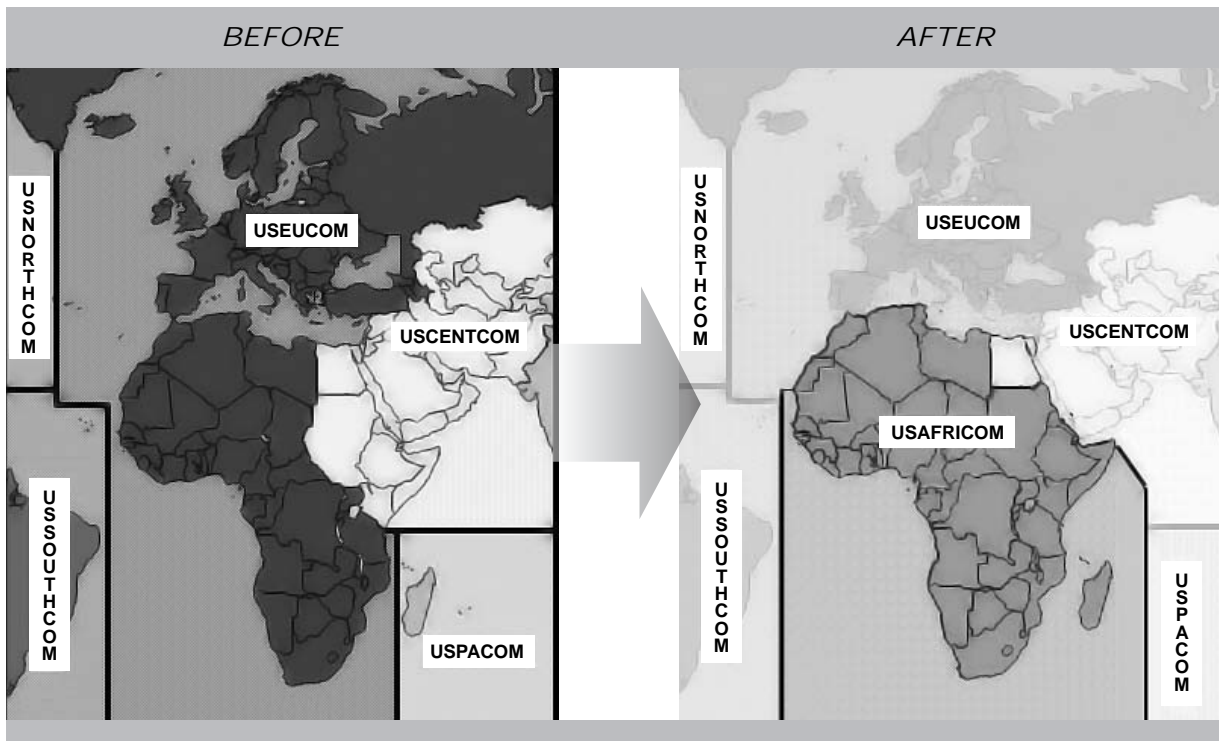 BEFORE
AFTER
USNORTHCOM
USEUCOM
USCENTCOM
USSOUTHCOM
USPACOM
USNORTHCOM
USEUCOM
USCENTCOM
USAFRICOM
USSOUTHCOM
USPACOM